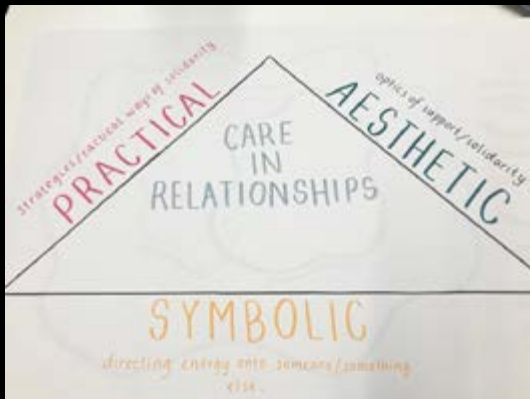 strategies/tactical ways of solidarity
PRACTICAL
optics of support/solidarity
AESTHETIC
CARE
IN
RELATIONSHIPS
SYMBOLIC
directing energy onto someone/something
else.